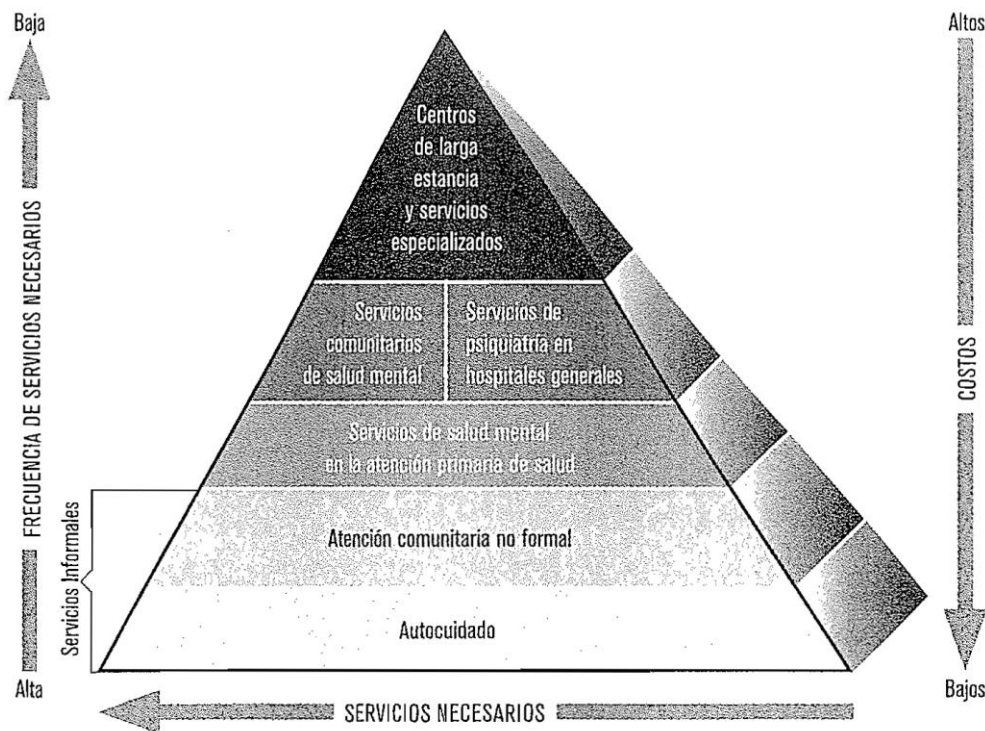 Baja
Altos
Centros
de larga
estancia
y servicios
especializados
Servicios
comunitarios
de salud mental
Servicios de
psiquiatría en
hospitales generales
Servicios de salud mental
en la atención primaria de salud
Atención comunitaria no formal
Autocuidado
FRECUENCIA DE SERVICIOS NECESARIOS
Servicios Informales
COSTOS
Alta
Bajos
SERVICIOS NECESARIOS